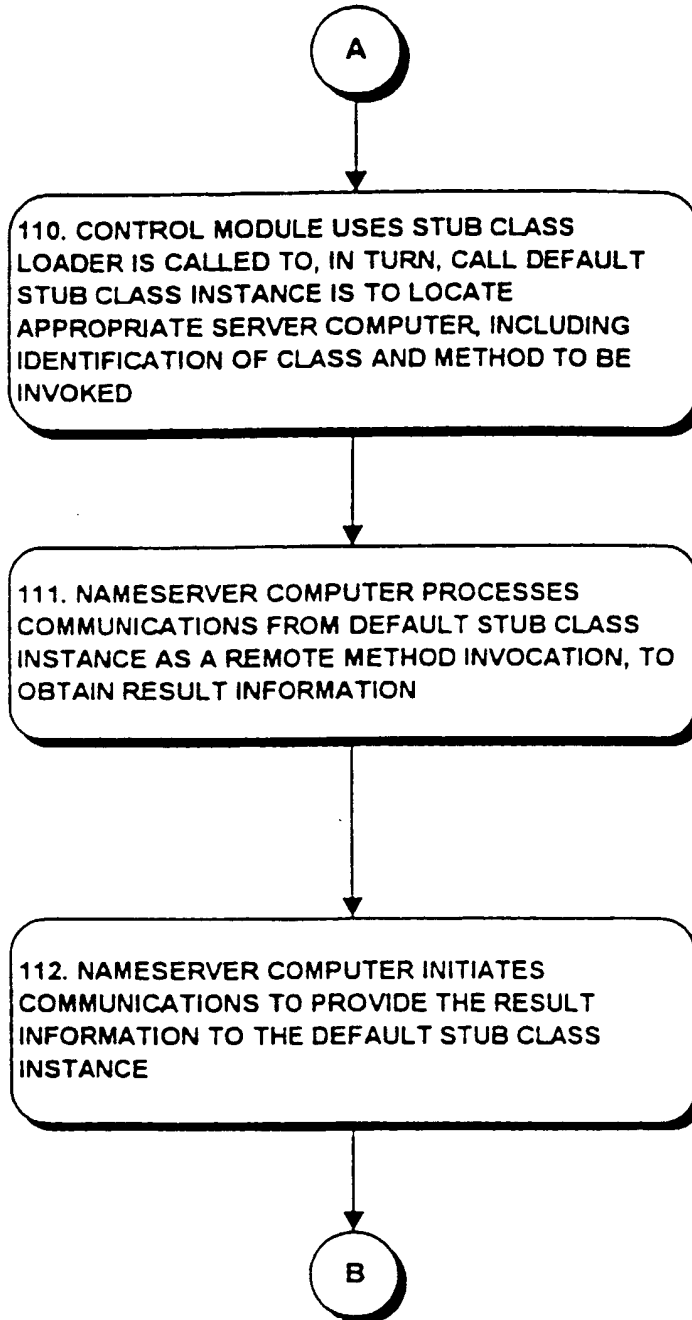 A
110. CONTROL MODULE USES STUB CLASS
LOADER IS CALLED TO, IN TURN, CALL DEFAULT
STUB CLASS INSTANCE IS TO LOCATE
APPROPRIATE SERVER COMPUTER, INCLUDING
IDENTIFICATION OF CLASS AND METHOD TO BE
INVOKED
111. NAMESERVER COMPUTER PROCESSES
COMMUNICATIONS FROM DEFAULT STUB CLASS
INSTANCE AS A REMOTE METHOD INVOCATION, TO
OBTAIN RESULT INFORMATION
112. NAMESERVER COMPUTER INITIATES
COMMUNICATIONS TO PROVIDE THE RESULT
INFORMATION TO THE DEFAULT STUB CLASS
INSTANCE
B